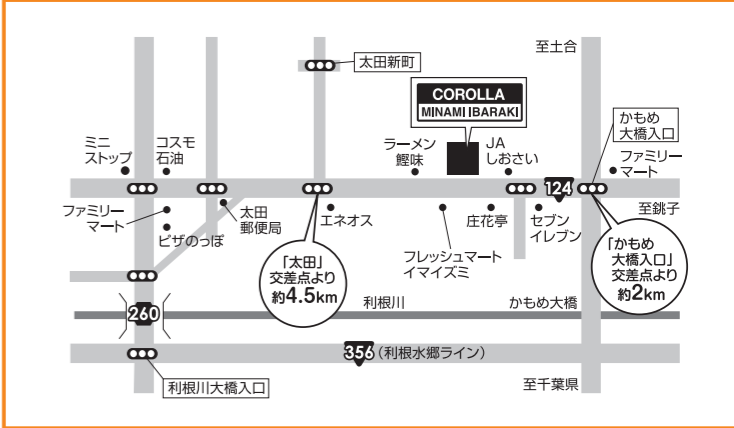 至土合
太田新町
COROLLA
MINAMI IBARAKI
かもめ
大橋入口
ミニ
ストップ
コスモ
石油
ラーメン
鰹味
JA
しおさい
ファミリー
マート
124
至銚子
ファミリー
マート
ピザのっぽ
太田
郵便局
エネオス
フレッシュマート
イマイズミ
庄花亭
セブン
イレブン
「太田」
交差点より
約4.5km
「かもめ
大橋入口」
交差点より
約2km
260
利根川
かもめ大橋
356
(利根水郷ライン)
利根川大橋入口
至千葉県